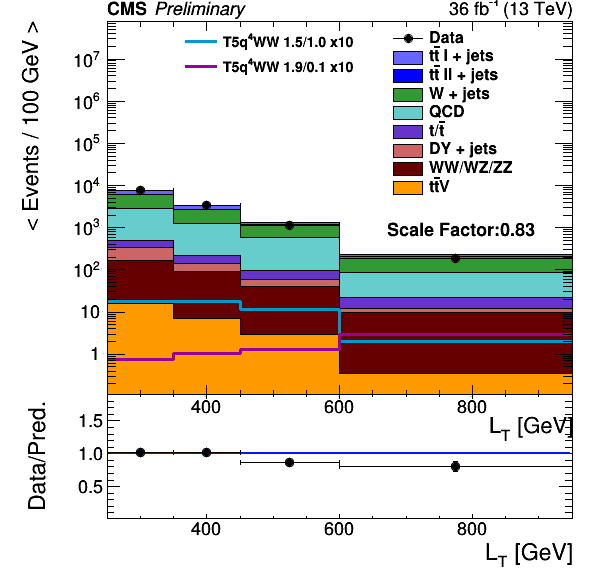 CMS Preliminary 36 fb⁻¹ (13 TeV)
< Events / 100 GeV >
10⁷
10⁶
10⁵
10⁴
10³
10²
10
1
T5q⁴WW 1.5/1.0 x10
T5q⁴WW 1.9/0.1 x10
Data
tt̄ l + jets
tt̄ ll + jets
W + jets
QCD
t/t̄
DY + jets
WW/WZ/ZZ
tt̄V
Scale Factor:0.83
400 600 800
L_T [GeV]
Data/Pred.
1.5
1.0
0.5
400 600 800
L_T [GeV]